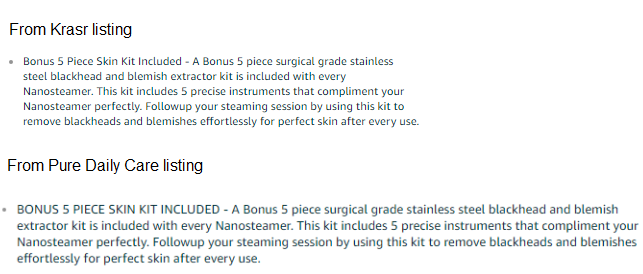 From Krasr listing
• Bonus 5 Piece Skin Kit Included - A Bonus 5 piece surgical grade stainless
steel blackhead and blemish extractor kit is included with every
Nanosteamer. This kit includes 5 precise instruments that compliment your
Nanosteamer perfectly. Followup your steaming session by using this kit to
remove blackheads and blemishes effortlessly for perfect skin after every use.
From Pure Daily Care listing
• BONUS 5 PIECE SKIN KIT INCLUDED - A Bonus 5 piece surgical grade stainless steel blackhead and blemish
extractor kit is included with every Nanosteamer. This kit includes 5 precise instruments that compliment your
Nanosteamer perfectly. Followup your steaming session by using this kit to remove blackheads and blemishes
effortlessly for perfect skin after every use.